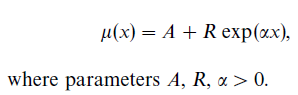 μ(x) = A + R exp(αx),
where parameters A, R, α > 0.